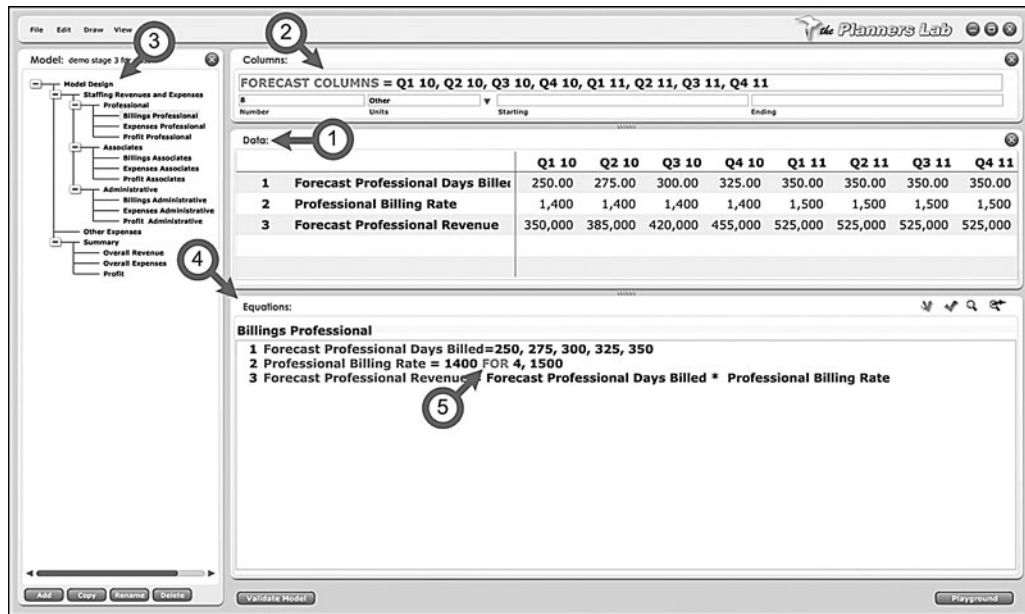 File Edit Draw View
the Planners Lab
3
2
Model: demo stage 3 for
Model Design
Staffing Revenues and Expenses
Professional
Billings Professional
Expenses Professional
Profit Professional
Associates
Billings Associates
Expenses Associates
Profit Associates
Administrative
Billings Administrative
Expenses Administrative
Profit Administrative
Other Expenses
Summary
Overall Revenue
Overall Expenses
Profit
4
Add Copy Rename Delete
Columns:
FORECAST COLUMNS = Q1 10, Q2 10, Q3 10, Q4 10, Q1 11, Q2 11, Q3 11, Q4 11
8 Other
Number Units Starting Ending
Data:
1
Q1 10 Q2 10 Q3 10 Q4 10 Q1 11 Q2 11 Q3 11 Q4 11
1 Forecast Professional Days Billed 250.00 275.00 300.00 325.00 350.00 350.00 350.00 350.00
2 Professional Billing Rate 1,400 1,400 1,400 1,400 1,500 1,500 1,500 1,500
3 Forecast Professional Revenue 350,000 385,000 420,000 455,000 525,000 525,000 525,000 525,000
Equations:
Billings Professional
1 Forecast Professional Days Billed=250, 275, 300, 325, 350
2 Professional Billing Rate = 1400 FOR 4, 1500
3 Forecast Professional Revenue Forecast Professional Days Billed * Professional Billing Rate
5
Validate Model Playground